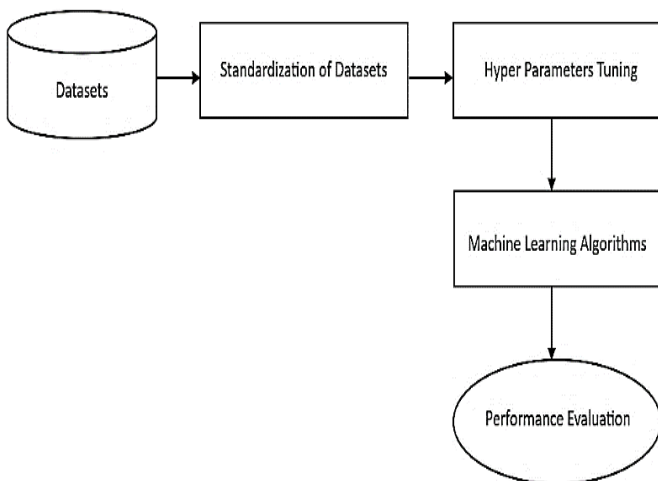 Datasets
Standardization of Datasets
Hyper Parameters Tuning
Machine Learning Algorithms
Performance Evaluation